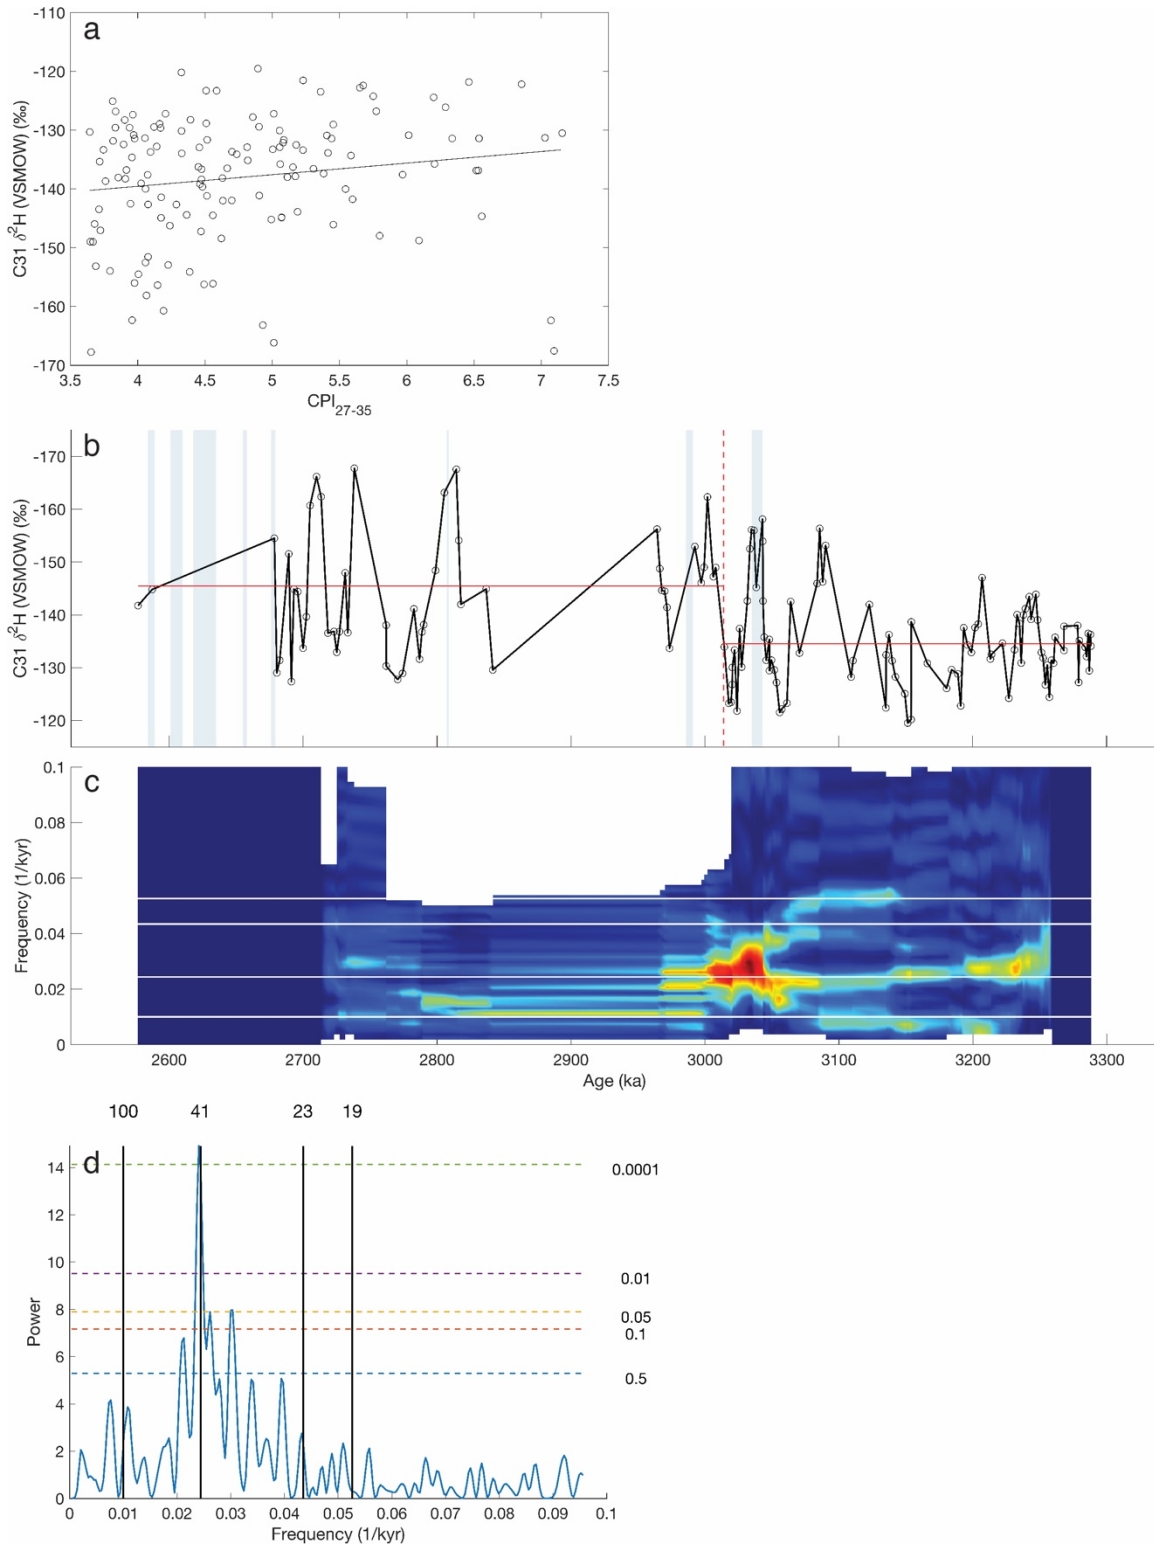 a
-110
-120
-130
-140
-150
-160
-170
C31 δ²H (VSMOW) (‰)
3.5 4 4.5 5 5.5 6 6.5 7 7.5
CPI₂₇₋₃₅
b
-170
-160
-150
-140
-130
-120
C31 δ²H (VSMOW) (‰)
c
0.1
0.08
0.06
0.04
0.02
0
Frequency (1/kyr)
2600 2700 2800 2900 3000 3100 3200 3300
Age (ka)
100 41 23 19
d
14
12
10
8
6
4
2
0
Power
0.0001
0.01
0.05
0.1
0.5
0 0.01 0.02 0.03 0.04 0.05 0.06 0.07 0.08 0.09 0.1
Frequency (1/kyr)